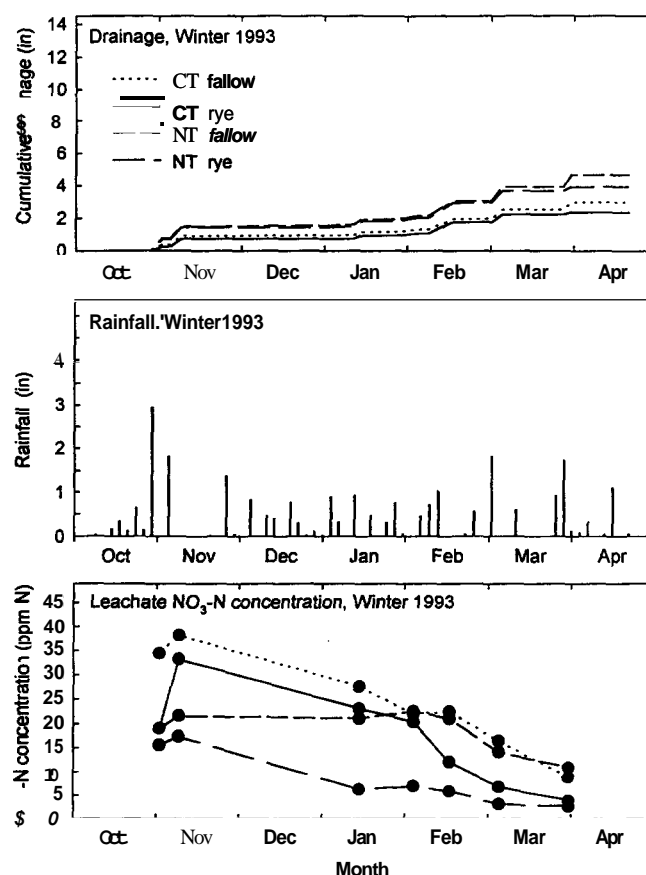 Drainage, Winter 1993
Cumulative nage (in)
14
12
10
8
6
4
2
0
CT fallow
CT rye
NT fallow
NT rye
Oct Nov Dec Jan Feb Mar Apr
Rainfall.'Winter1993
Rainfall (in)
4
3
2
1
0
Oct Nov Dec Jan Feb Mar Apr
Leachate NO₃-N concentration, Winter 1993
-N concentration (ppm N)
45
40
35
30
25
20
15
10
5
0
Oct Nov Dec Jan Feb Mar Apr
Month